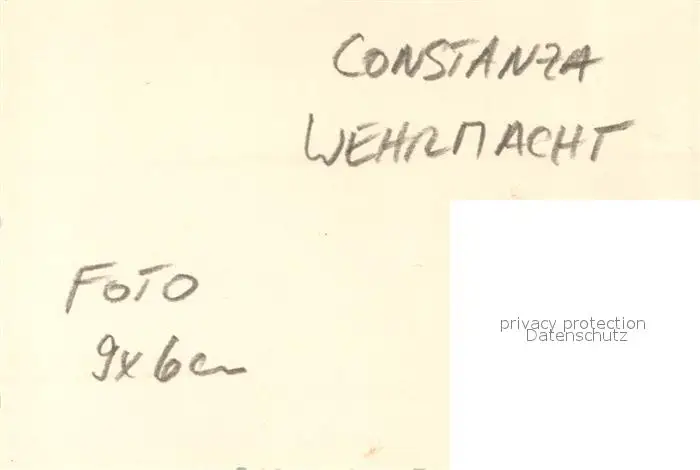 CONSTANZA
WEHRMACHT
FOTO
9x6cm
privacy protection
Datenschutz